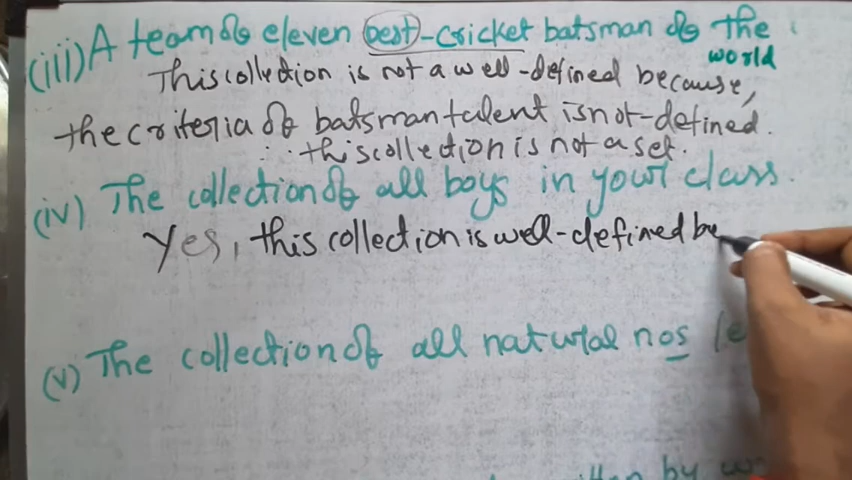 (iii) A team of eleven best-cricket batsman of the
world
This collection is not a well-defined because,
the criteria of batsman talent is not-defined.
∴ this collection is not a set.
(iv) The collection of all boys in your class.
Yes, this collection is well-defined be
(v) The collection of all natural nos le
by